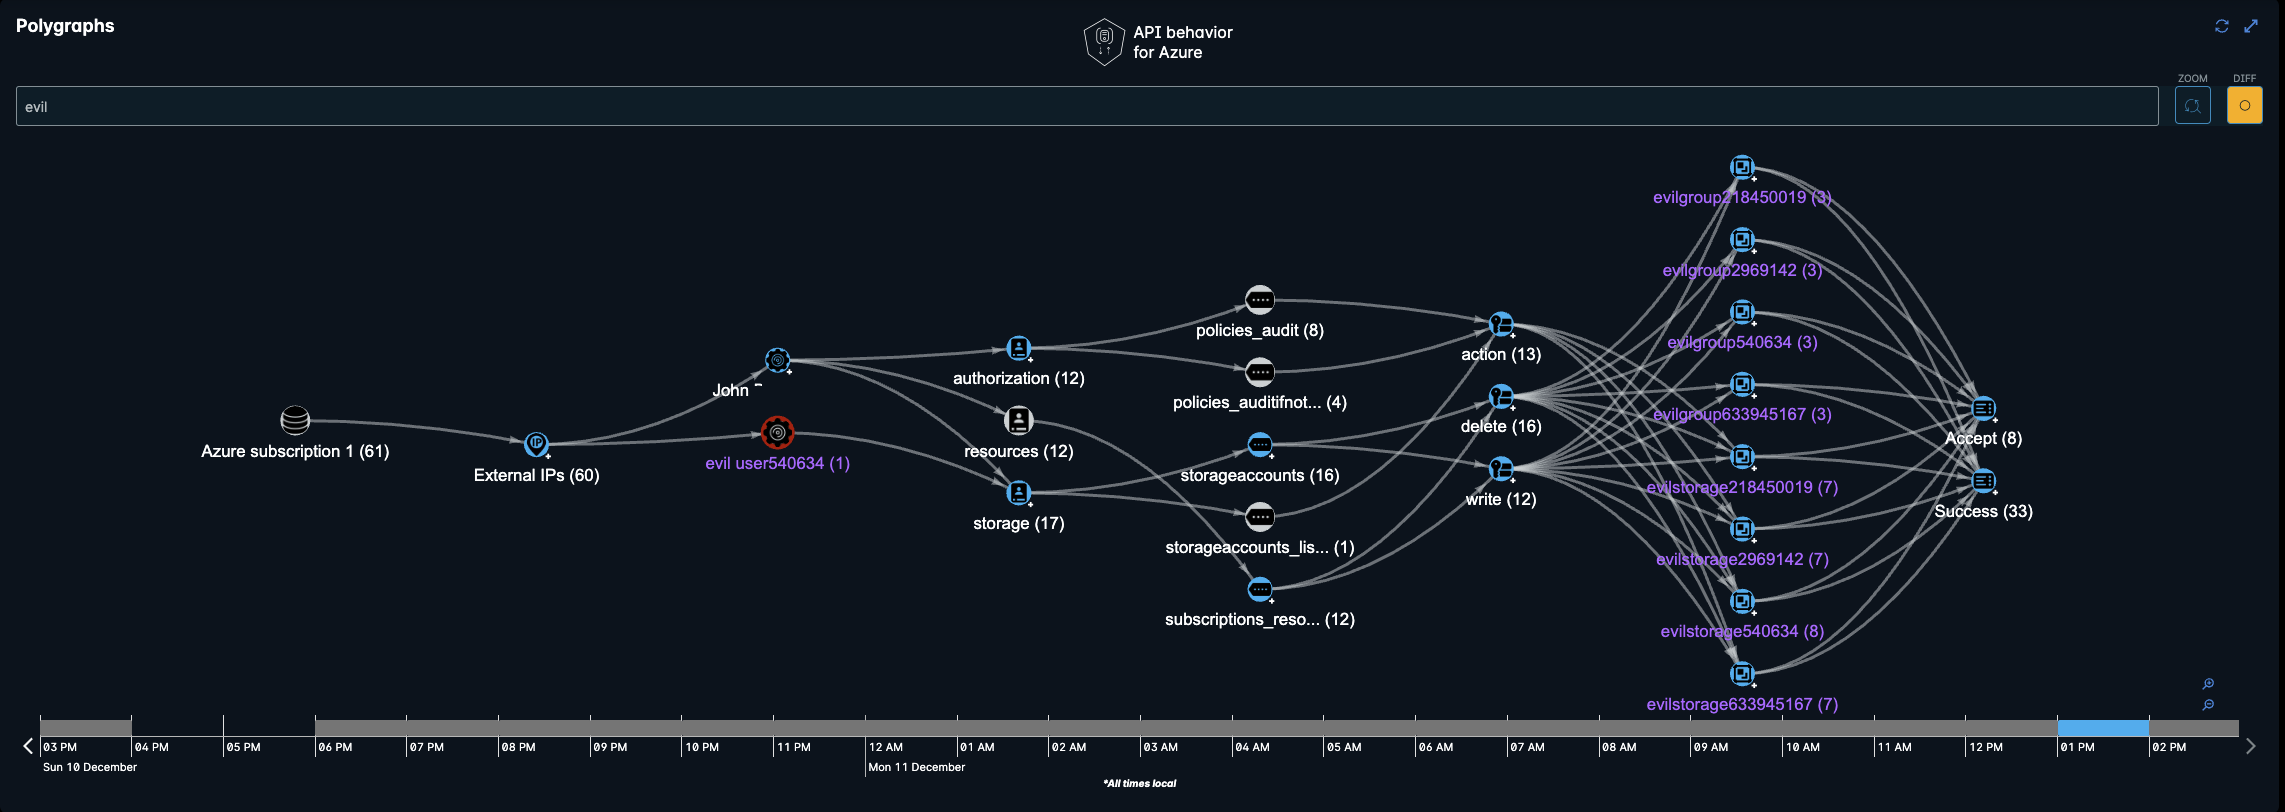 Polygraphs
API behavior
for Azure
ZOOM
DIFF
evil
evilgroup218450019 (3)
evilgroup2969142 (3)
evilgroup540634 (3)
evilgroup633945167 (3)
evilstorage218450019 (7)
evilstorage2969142 (7)
evilstorage540634 (8)
evilstorage633945167 (7)
policies_audit (8)
policies_auditifnot... (4)
action (13)
authorization (12)
John
delete (16)
Accept (8)
Azure subscription 1 (61)
External IPs (60)
evil user540634 (1)
resources (12)
storageaccounts (16)
write (12)
Success (33)
storage (17)
storageaccounts_lis... (1)
subscriptions_reso... (12)
03 PM
04 PM
05 PM
06 PM
07 PM
08 PM
09 PM
10 PM
11 PM
12 AM
01 AM
02 AM
03 AM
04 AM
05 AM
06 AM
07 AM
08 AM
09 AM
10 AM
11 AM
12 PM
01 PM
02 PM
Sun 10 December
Mon 11 December
*All times local